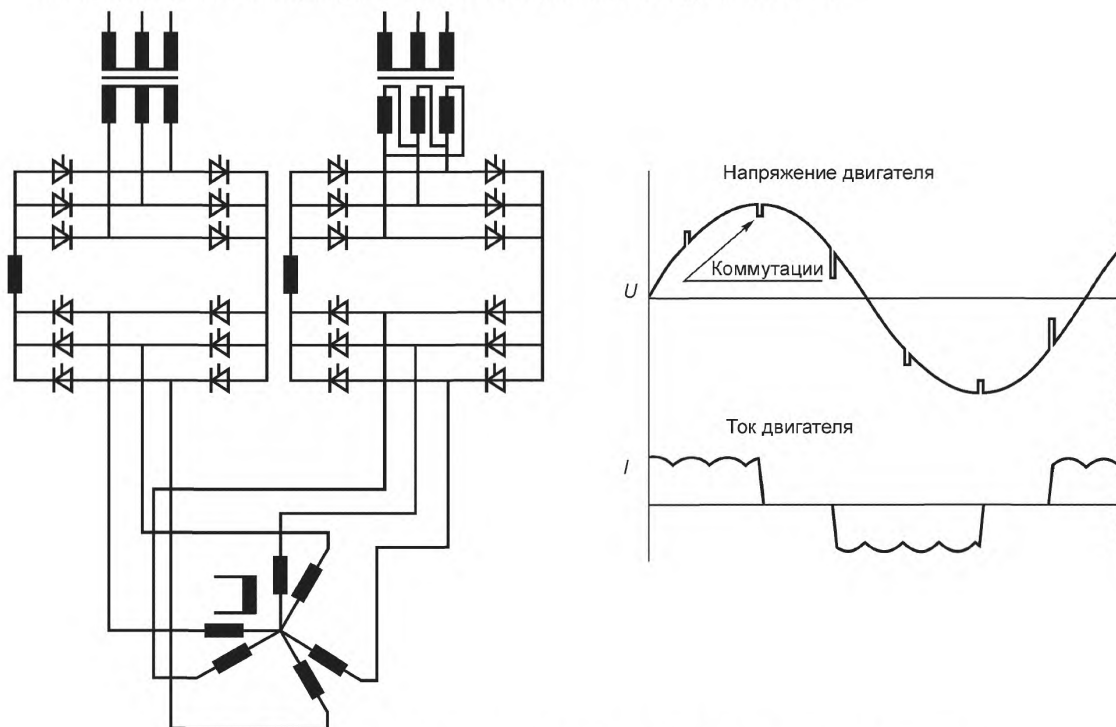 Напряжение двигателя
Коммутации
U
Ток двигателя
I